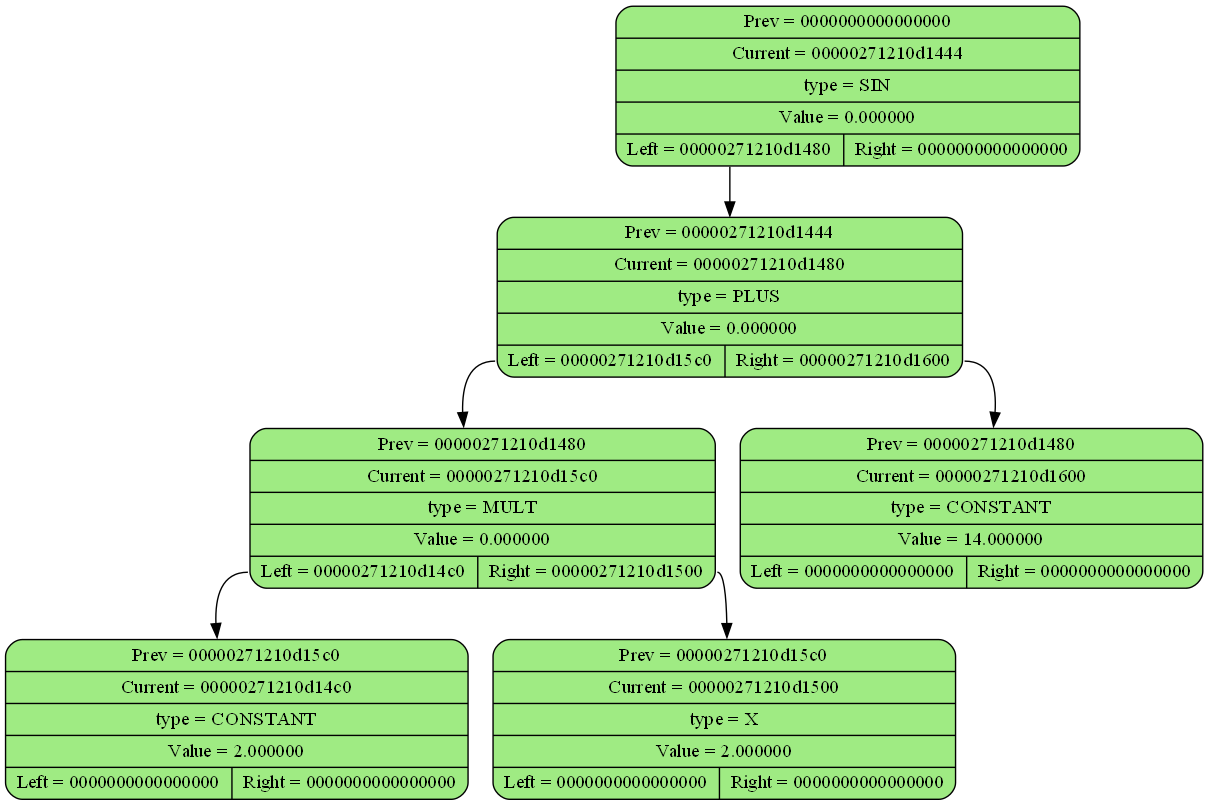 Prev = 0000000000000000
Current = 00000271210d1444
type = SIN
Value = 0.000000
Left = 00000271210d1480 Right = 0000000000000000
Prev = 00000271210d1444
Current = 00000271210d1480
type = PLUS
Value = 0.000000
Left = 00000271210d15c0 Right = 00000271210d1600
Prev = 00000271210d1480
Current = 00000271210d15c0
type = MULT
Value = 0.000000
Left = 00000271210d14c0 Right = 00000271210d1500
Prev = 00000271210d1480
Current = 00000271210d1600
type = CONSTANT
Value = 14.000000
Left = 0000000000000000 Right = 0000000000000000
Prev = 00000271210d15c0
Current = 00000271210d14c0
type = CONSTANT
Value = 2.000000
Left = 0000000000000000 Right = 0000000000000000
Prev = 00000271210d15c0
Current = 00000271210d1500
type = X
Value = 2.000000
Left = 0000000000000000 Right = 0000000000000000